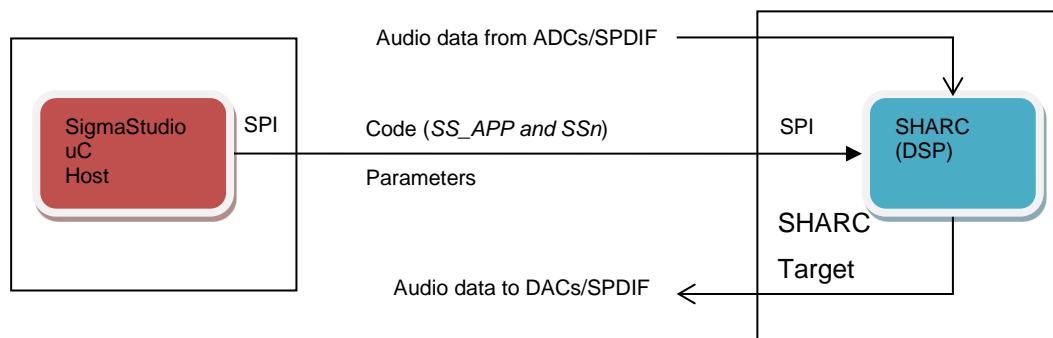 Audio data from ADCs/SPDIF
SigmaStudio
uC
Host
SPI
Code (SS_APP and SSn)
Parameters
SPI
SHARC
(DSP)
SHARC
Target
Audio data to DACs/SPDIF